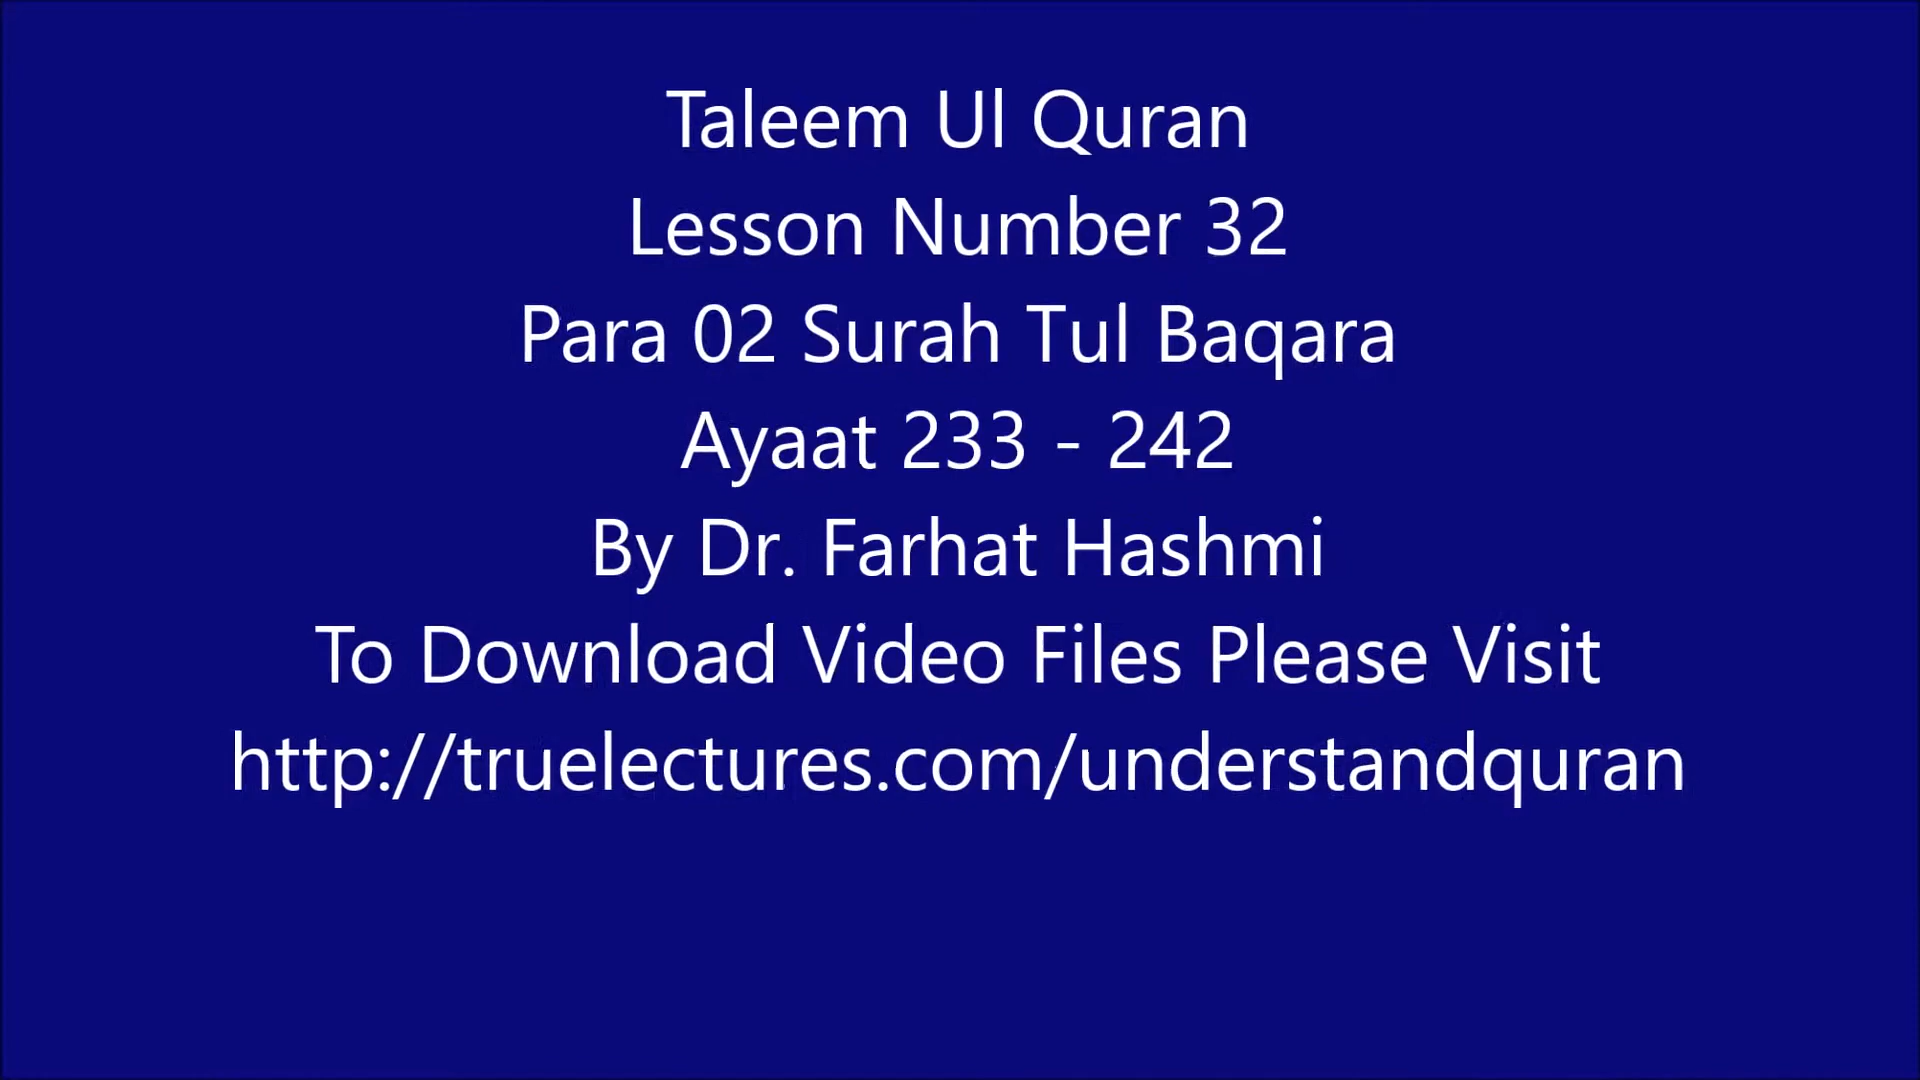 Taleem Ul Quran
Lesson Number 32
Para 02 Surah Tul Baqara
Ayaat 233 - 242
By Dr. Farhat Hashmi
To Download Video Files Please Visit
http://truelectures.com/understandquran